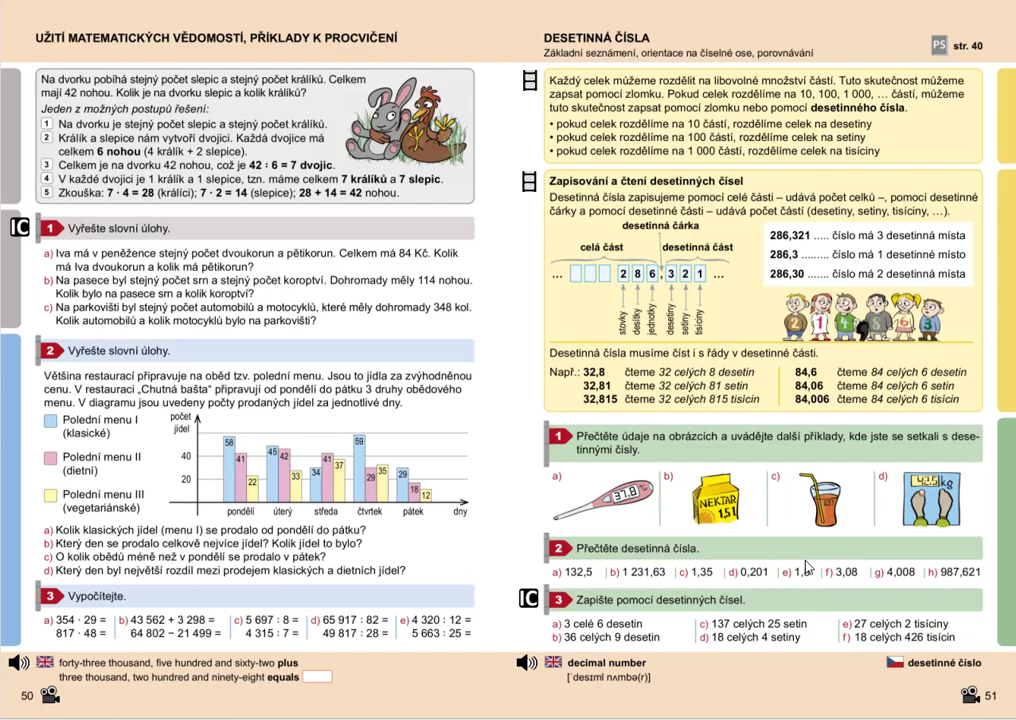 UŽITÍ MATEMATICKÝCH VĚDOMOSTÍ, PŘÍKLADY K PROCVIČENÍ
Na dvorku pobíhá stejný počet slepic a stejný počet králíků. Celkem
mají 42 nohou. Kolik je na dvorku slepic a kolik králíků?
Jeden z možných postupů řešení:
1 Na dvorku je stejný počet slepic a stejný počet králíků.
2 Králík a slepice nám vytvoří dvojici. Každá dvojice má
celkem 6 nohou (4 králík + 2 slepice).
3 Celkem je na dvorku 42 nohou, což je 42 : 6 = 7 dvojic.
4 V každé dvojici je 1 králík a 1 slepice, tzn. máme celkem 7 králíků a 7 slepic.
5 Zkouška: 7 · 4 = 28 (králíci); 7 · 2 = 14 (slepice); 28 + 14 = 42 nohou.
IC
1 Vyřešte slovní úlohy.
a) Iva má v peněžence stejný počet dvoukorun a pětikorun. Celkem má 84 Kč. Kolik
má Iva dvoukorun a kolik má pětikorun?
b) Na pasece byl stejný počet srn a stejný počet koroptví. Dohromady měly 114 nohou.
Kolik bylo na pasece srn a kolik koroptví?
c) Na parkovišti byl stejný počet automobilů a motocyklů, které měly dohromady 348 kol.
Kolik automobilů a kolik motocyklů bylo na parkovišti?
2 Vyřešte slovní úlohy.
Většina restaurací připravuje na oběd tzv. polední menu. Jsou to jídla za zvýhodněnou
cenu. V restauraci „Chutná bašta“ připravují od pondělí do pátku 3 druhy obědového
menu. V diagramu jsou uvedeny počty prodaných jídel za jednotlivé dny.
Polední menu I
(klasické)
Polední menu II
(dietní)
Polední menu III
(vegetariánské)
počet
jídel
40
20
58 41 22 45 42 33 34 41 37 59 29 35 29 18 12
pondělí úterý středa čtvrtek pátek dny
a) Kolik klasických jídel (menu I) se prodalo od pondělí do pátku?
b) Který den se prodalo celkově nejvíce jídel? Kolik jídel to bylo?
c) O kolik obědů méně než v pondělí se prodalo v pátek?
d) Který den byl největší rozdíl mezi prodejem klasických a dietních jídel?
3 Vypočítejte.
a) 354 · 29 = b) 43 562 + 3 298 = c) 5 697 : 8 = d) 65 917 : 82 = e) 4 320 : 12 =
817 · 48 = 64 802 − 21 499 = 4 315 : 7 = 49 817 : 28 = 5 663 : 25 =
forty-three thousand, five hundred and sixty-two plus
three thousand, two hundred and ninety-eight equals
50
DESETINNÁ ČÍSLA
Základní seznámení, orientace na číselné ose, porovnávání
PS str. 40
Každý celek můžeme rozdělit na libovolné množství částí. Tuto skutečnost můžeme
zapsat pomocí zlomku. Pokud celek rozdělíme na 10, 100, 1 000, … částí, můžeme
tuto skutečnost zapsat pomocí zlomku nebo pomocí desetinného čísla.
• pokud celek rozdělíme na 10 částí, rozdělíme celek na desetiny
• pokud celek rozdělíme na 100 částí, rozdělíme celek na setiny
• pokud celek rozdělíme na 1 000 částí, rozdělíme celek na tisíciny
Zapisování a čtení desetinných čísel
Desetinná čísla zapisujeme pomocí celé části – udává počet celků –, pomocí desetinné
čárky a pomocí desetinné části – udává počet částí (desetiny, setiny, tisíciny, …).
desetinná čárka
celá část desetinná část
… 2 8 6 , 3 2 1 …
stovky desítky jednotky desetiny setiny tisíciny
286,321 ..... číslo má 3 desetinná místa
286,3 ......... číslo má 1 desetinné místo
286,30 ....... číslo má 2 desetinná místa
2 1 4 8 6 3
Desetinná čísla musíme číst i s řády v desetinné části.
Např.: 32,8 čteme 32 celých 8 desetin 84,6 čteme 84 celých 6 desetin
32,81 čteme 32 celých 81 setin 84,06 čteme 84 celých 6 setin
32,815 čteme 32 celých 815 tisícin 84,006 čteme 84 celých 6 tisícin
1 Přečtěte údaje na obrázcích a uvádějte další příklady, kde jste se setkali s dese-
tinnými čísly.
a) b) c) d)
37.8
NEKTAR
1,5 l
42,5 kg
2 Přečtěte desetinná čísla.
a) 132,5 b) 1 231,63 c) 1,35 d) 0,201 e) f) 3,08 g) 4,008 h) 987,621
IC
3 Zapište pomocí desetinných čísel.
a) 3 celé 6 desetin c) 137 celých 25 setin e) 27 celých 2 tisíciny
b) 36 celých 9 desetin d) 18 celých 4 setiny f) 18 celých 426 tisícin
decimal number desetinné číslo
[ˈdesɪml nʌmbə(r)]
51